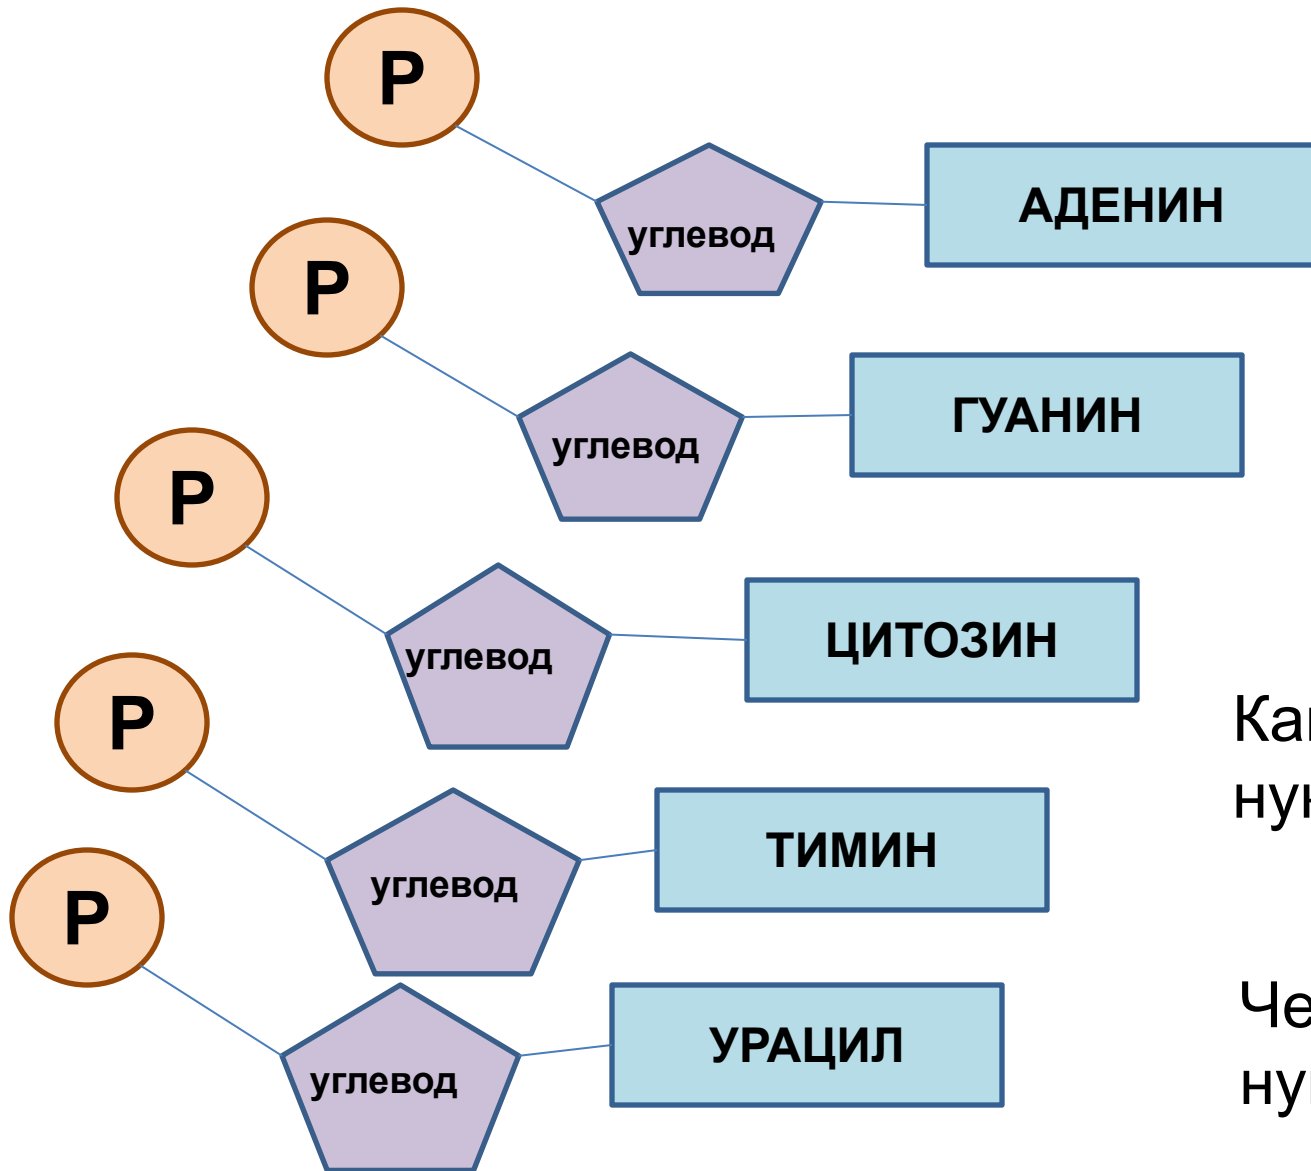 Р
углевод
АДЕНИН
Р
углевод
ГУАНИН
Р
углевод
ЦИТОЗИН
Р
углевод
ТИМИН
Р
углевод
УРАЦИЛ